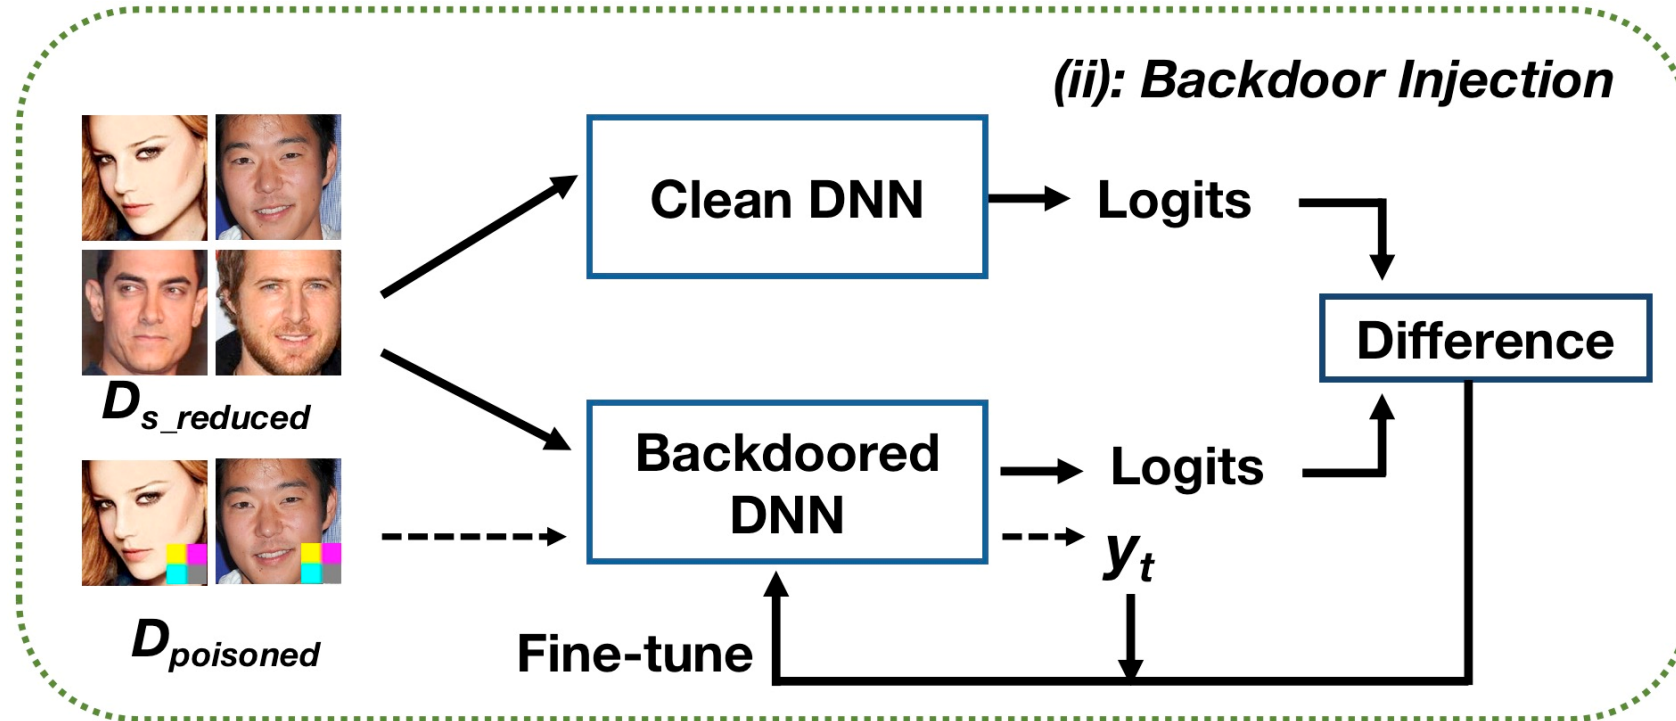 (ii): Backdoor Injection
Clean DNN
Logits
Difference
D_s_reduced
Backdoored
DNN
Logits
y_t
D_poisoned
Fine-tune